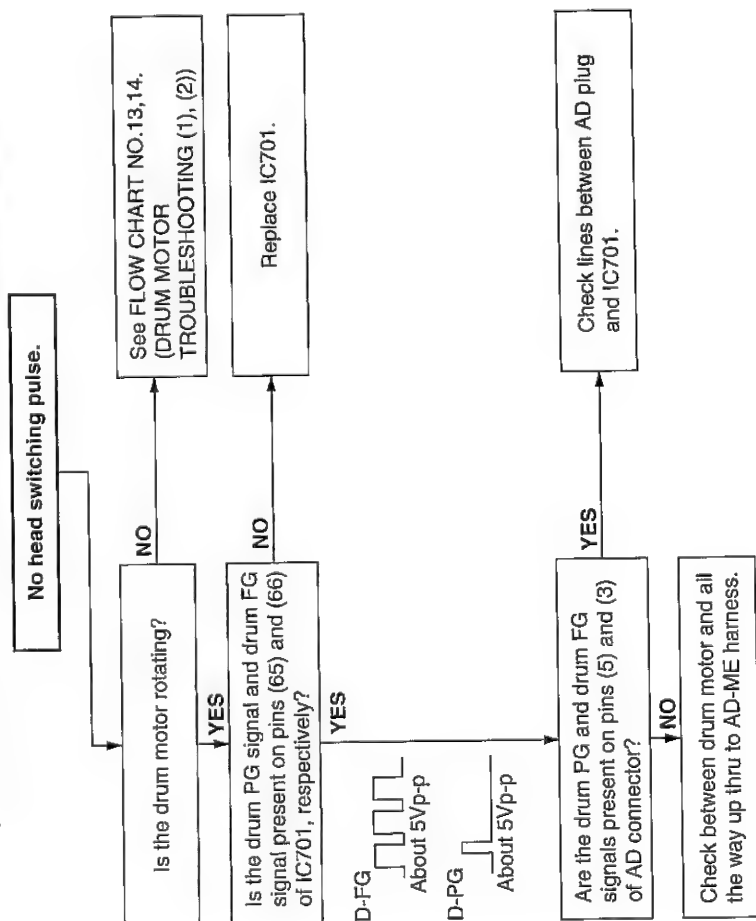 No head switching pulse.
Is the drum motor rotating?
NO
See FLOW CHART NO.13,14.
(DRUM MOTOR
TROUBLESHOOTING (1), (2))
YES
Is the drum PG signal and drum FG
signal present on pins (65) and (66)
of IC701, respectively?
NO
Replace IC701.
YES
D-FG
About 5Vp-p
D-PG
About 5Vp-p
Are the drum PG and drum FG
signals present on pins (5) and (3)
of AD connector?
YES
Check lines between AD plug
and IC701.
NO
Check between drum motor and all
the way up thru to AD-ME harness.